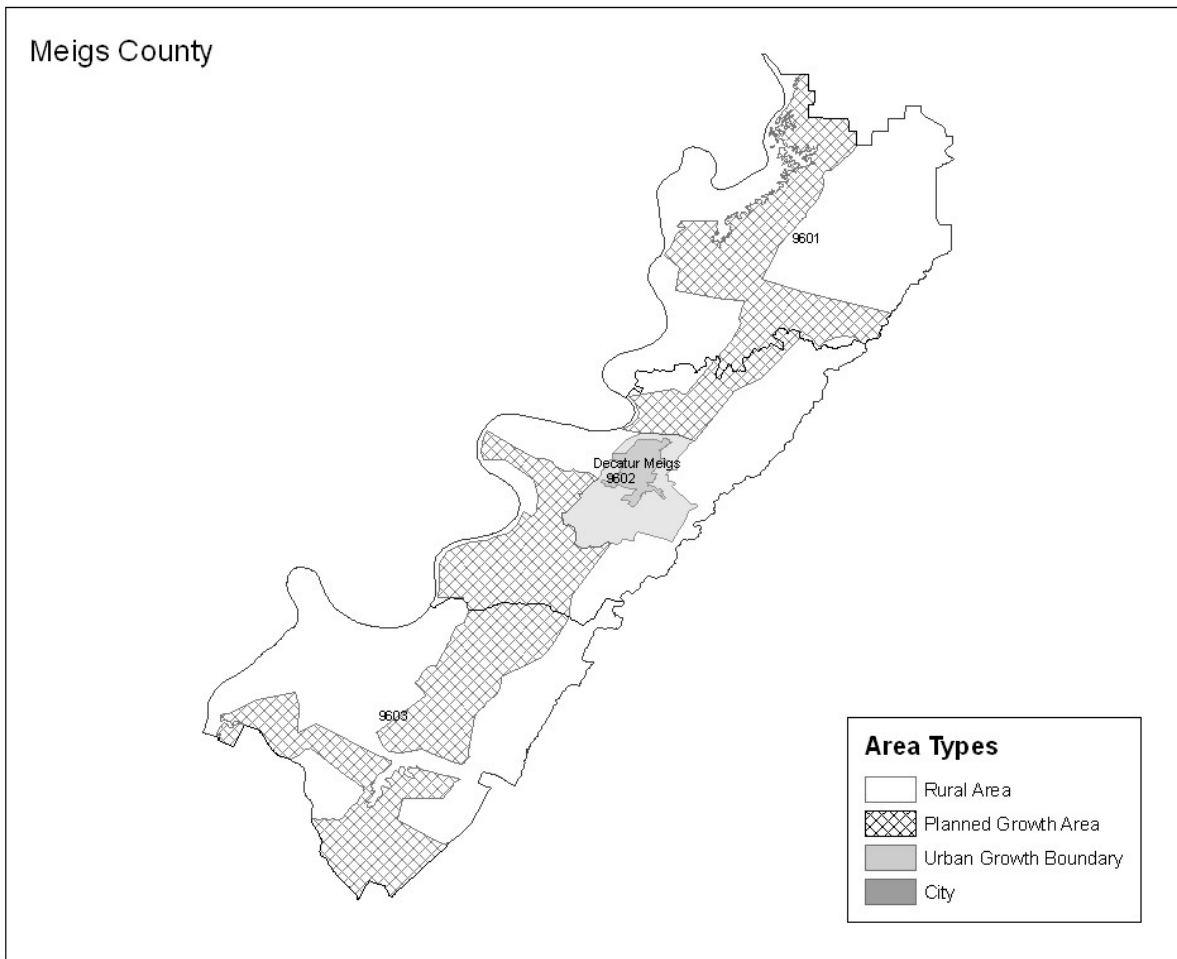 Meigs County
9601
Decatur Meigs
9602
9603
Area Types
Rural Area
Planned Growth Area
Urban Growth Boundary
City